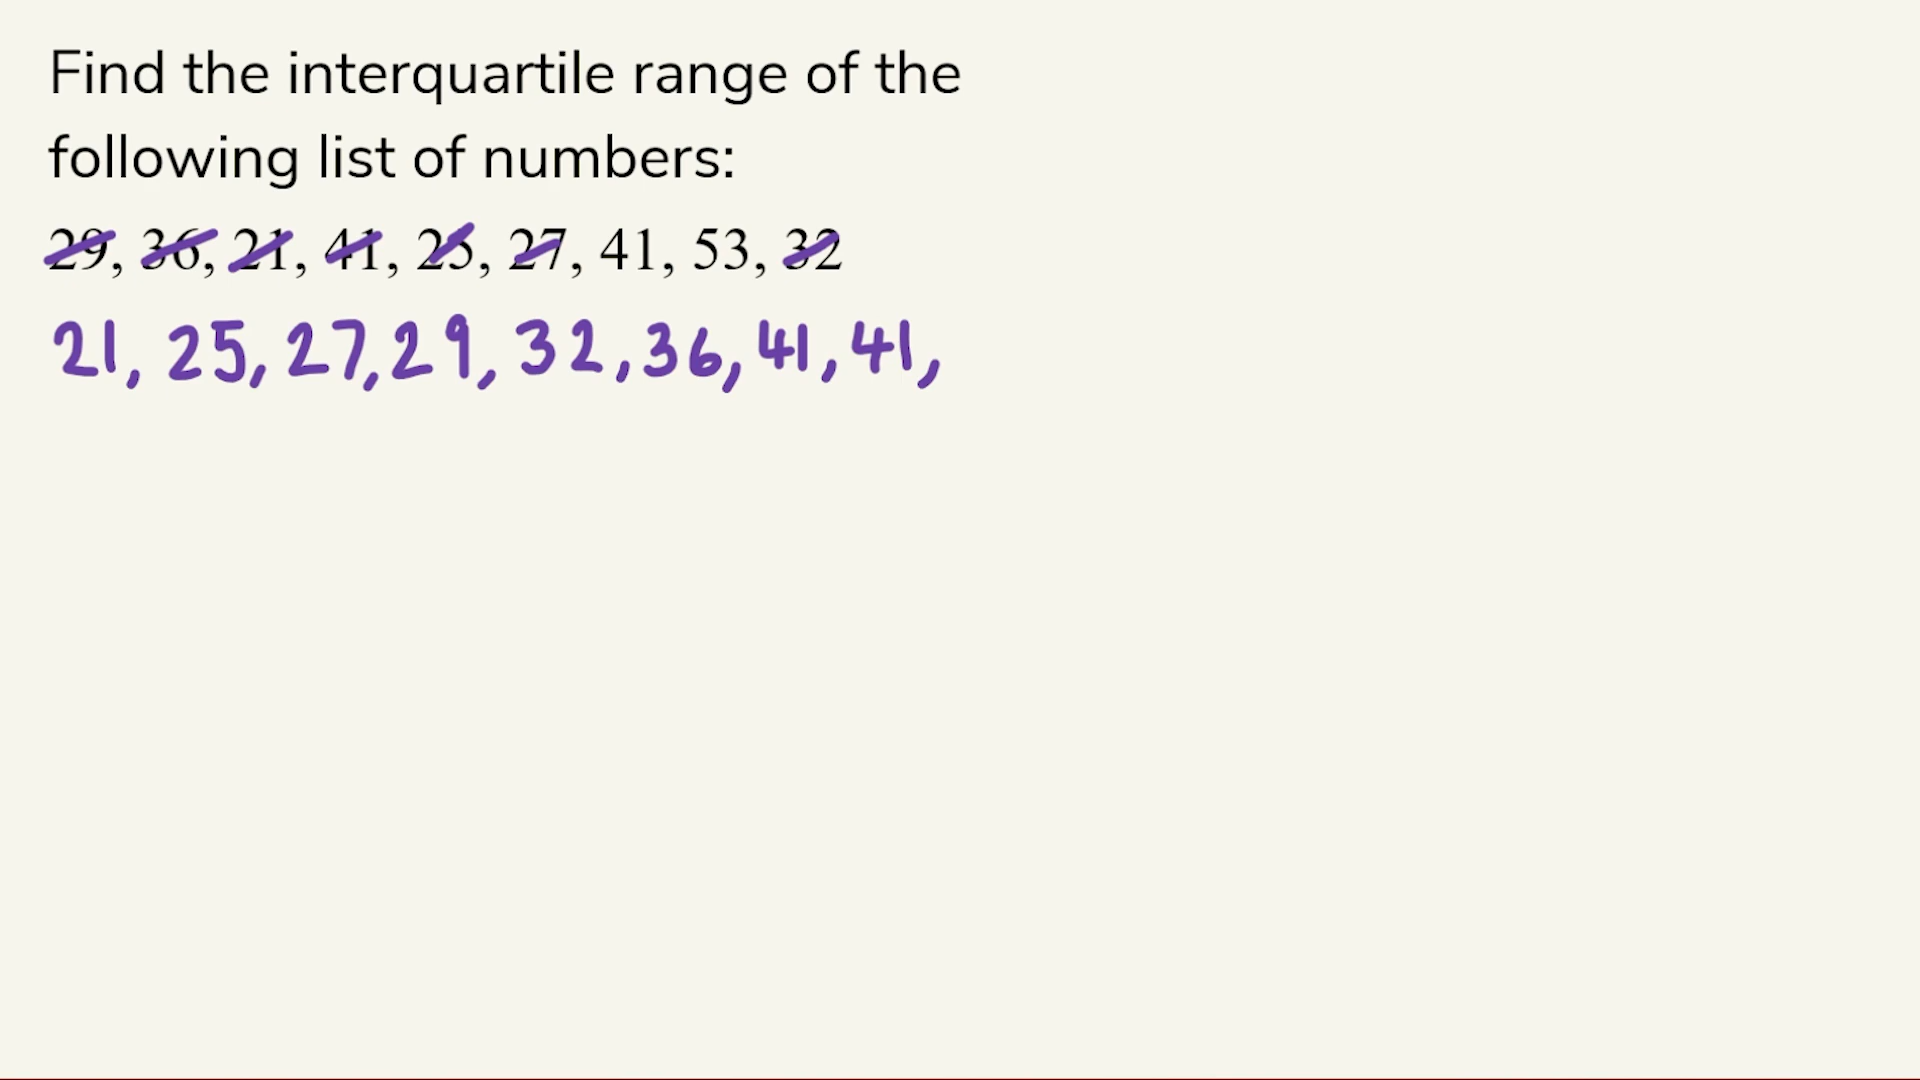 Find the interquartile range of the
following list of numbers:
29, 36, 21, 41, 25, 27, 41, 53, 32
21, 25, 27, 29, 32, 36, 41, 41,